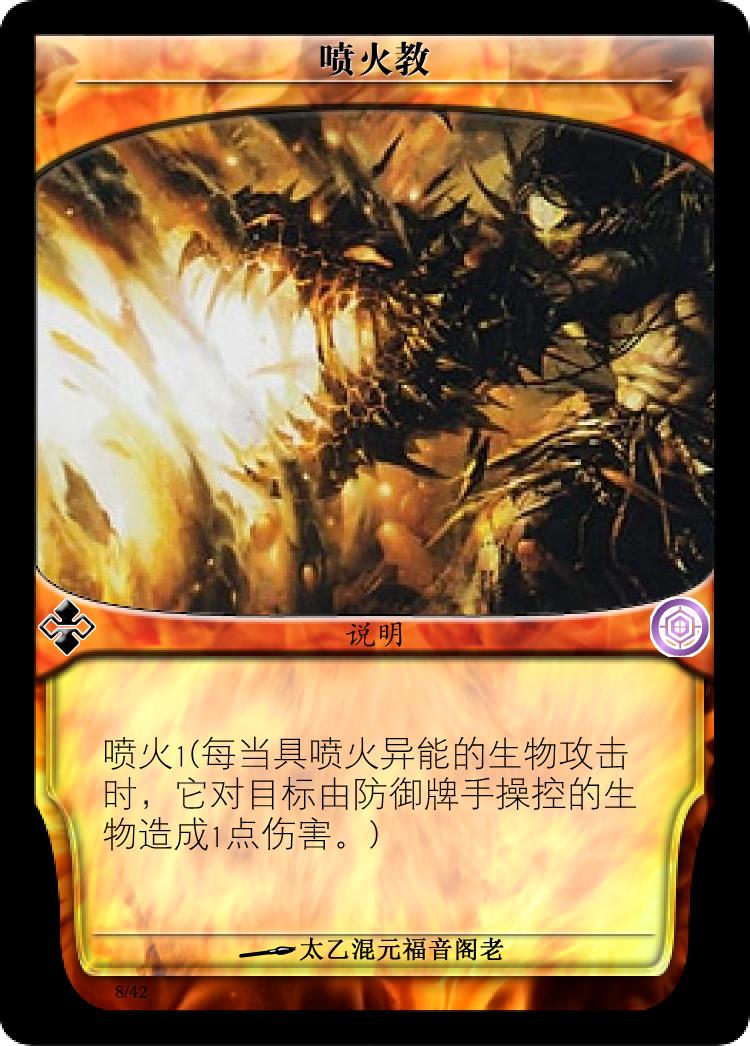 喷火教
说明
喷火1(每当具喷火异能的生物攻击
时，它对目标由防御牌手操控的生
物造成1点伤害。)
太乙混元福音阁老
8/42